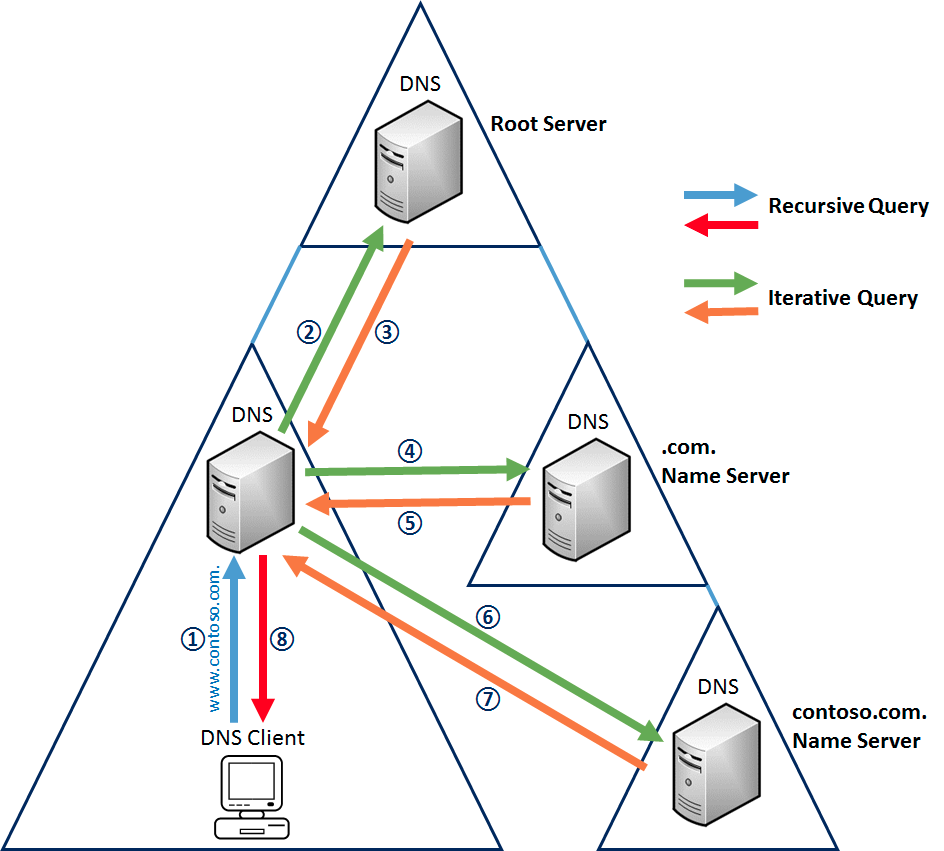 DNS
Root Server
Recursive Query
Iterative Query
②
③
DNS
④
⑤
DNS
.com.
Name Server
①
www.contoso.com.
⑧
⑥
⑦
DNS Client
DNS
contoso.com.
Name Server